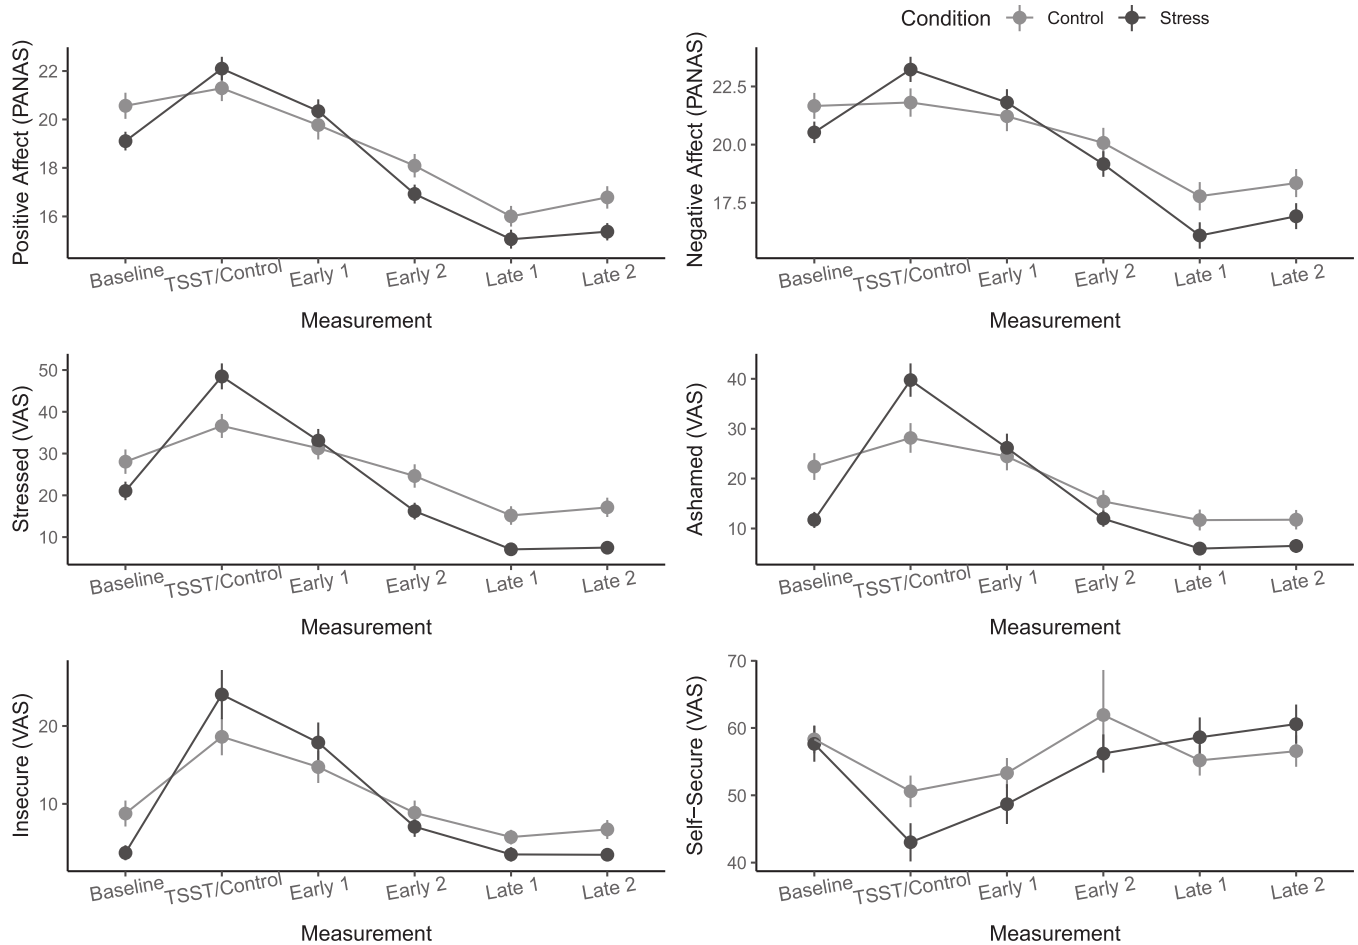 Condition Control Stress
Positive Affect (PANAS)
22
20
18
16
Baseline TSST/Control Early 1 Early 2 Late 1 Late 2
Measurement
Negative Affect (PANAS)
22.5
20.0
17.5
Baseline TSST/Control Early 1 Early 2 Late 1 Late 2
Measurement
Stressed (VAS)
50
40
30
20
10
Baseline TSST/Control Early 1 Early 2 Late 1 Late 2
Measurement
Ashamed (VAS)
40
30
20
10
Baseline TSST/Control Early 1 Early 2 Late 1 Late 2
Measurement
Insecure (VAS)
20
10
Baseline TSST/Control Early 1 Early 2 Late 1 Late 2
Measurement
Self−Secure (VAS)
70
60
50
40
Baseline TSST/Control Early 1 Early 2 Late 1 Late 2
Measurement